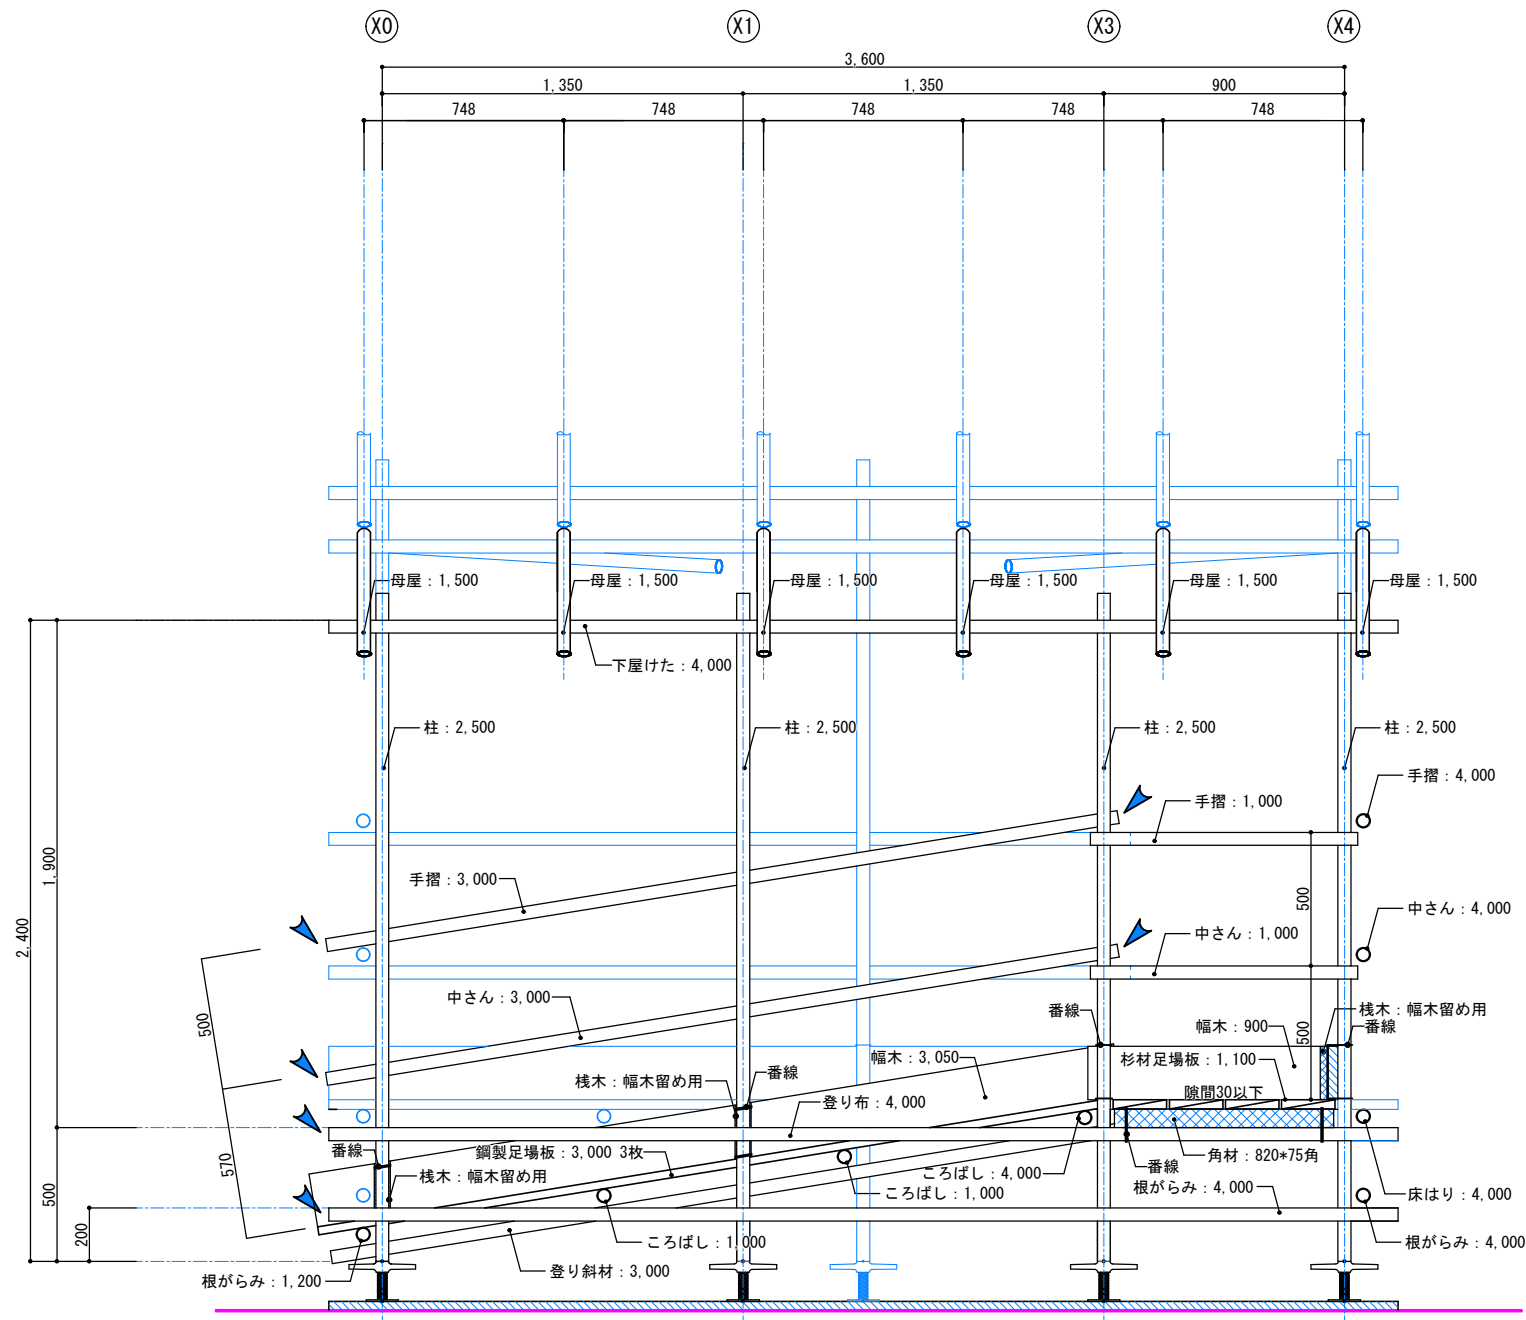 X0 X1 X3 X4
3,600
1,350 1,350 900
748 748 748 748 748
母屋：1,500 母屋：1,500 母屋：1,500 母屋：1,500 母屋：1,500 母屋：1,500
下屋けた：4,000
柱：2,500 柱：2,500 柱：2,500 柱：2,500
手摺：4,000
手摺：1,000
手摺：3,000
1,900
2,400
500
中さん：4,000
中さん：1,000
中さん：3,000
500
番線
桟木：幅木留め用
幅木：900
番線
500
幅木：3,050
杉材足場板：1,100
番線
桟木：幅木留め用
隙間30以下
登り布：4,000
番線
鋼製足場板：3,000 3枚
角材：820*75角
570
桟木：幅木留め用
ころばし：4,000
番線
ころばし：1,000
根がらみ：4,000
床はり：4,000
500
200
ころばし：1,000
根がらみ：4,000
登り斜材：3,000
根がらみ：1,200